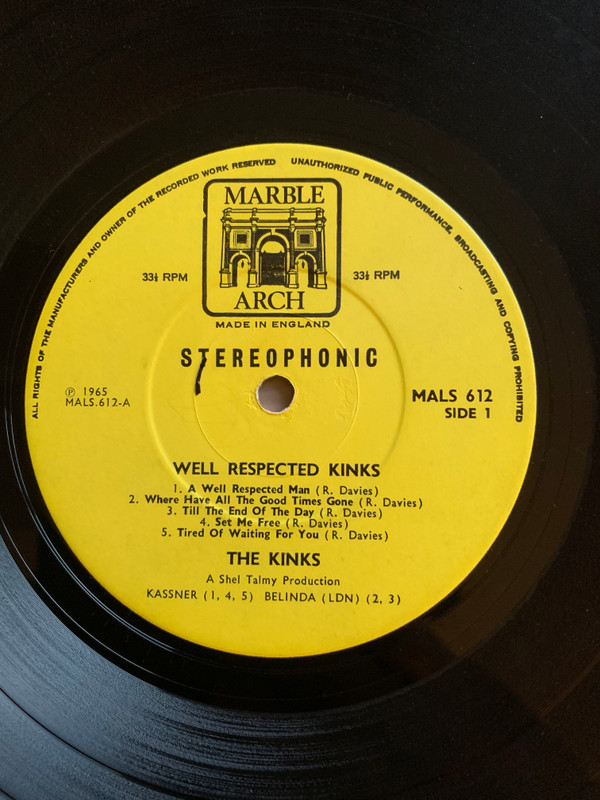 ALL RIGHTS OF THE MANUFACTURERS AND OWNER OF THE RECORDED WORK RESERVED
UNAUTHORIZED PUBLIC PERFORMANCE, BROADCASTING AND COPYING PROHIBITED
MARBLE
ARCH
33⅓ RPM
33⅓ RPM
MADE IN ENGLAND
STEREOPHONIC
℗ 1965
MALS.612-A
MALS 612
SIDE 1
WELL RESPECTED KINKS
1. A Well Respected Man (R. Davies)
2. Where Have All The Good Times Gone (R. Davies)
3. Till The End Of The Day (R. Davies)
4. Set Me Free (R. Davies)
5. Tired Of Waiting For You (R. Davies)
THE KINKS
A Shel Talmy Production
KASSNER (1, 4, 5) BELINDA (LDN) (2, 3)